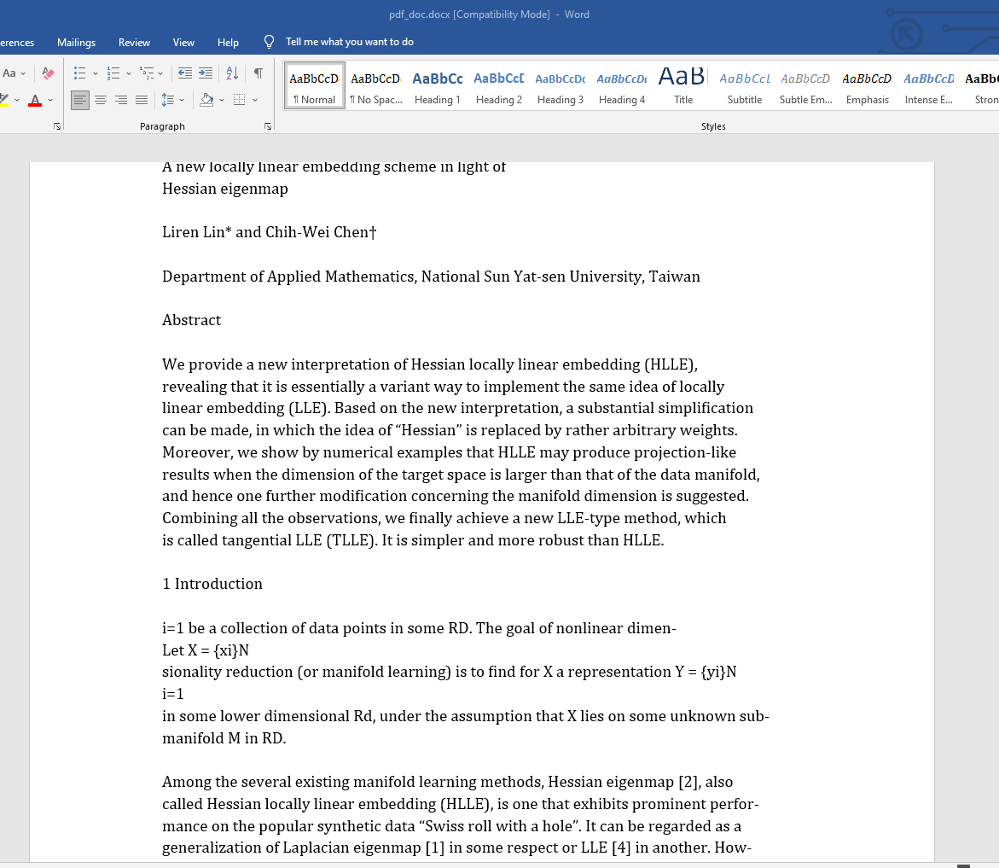 pdf_doc.docx [Compatibility Mode] - Word
erences Mailings Review View Help Tell me what you want to do
Aa
AaBbCcD AaBbCcD AaBbCc AaBbCcD AaBbCcDc AaBbCcDc AaB AaBbCcD AaBbCcD AaBbCcD AaBbCcD AaBb
¶ Normal ¶ No Spac... Heading 1 Heading 2 Heading 3 Heading 4 Title Subtitle Subtle Em... Emphasis Intense E... Stron
Paragraph Styles
A new locally linear embedding scheme in light of
Hessian eigenmap
Liren Lin* and Chih-Wei Chen†
Department of Applied Mathematics, National Sun Yat-sen University, Taiwan
Abstract
We provide a new interpretation of Hessian locally linear embedding (HLLE),
revealing that it is essentially a variant way to implement the same idea of locally
linear embedding (LLE). Based on the new interpretation, a substantial simplification
can be made, in which the idea of “Hessian” is replaced by rather arbitrary weights.
Moreover, we show by numerical examples that HLLE may produce projection-like
results when the dimension of the target space is larger than that of the data manifold,
and hence one further modification concerning the manifold dimension is suggested.
Combining all the observations, we finally achieve a new LLE-type method, which
is called tangential LLE (TLLE). It is simpler and more robust than HLLE.
1 Introduction
i=1 be a collection of data points in some RD. The goal of nonlinear dimen-
Let X = {xi}N
sionality reduction (or manifold learning) is to find for X a representation Y = {yi}N
i=1
in some lower dimensional Rd, under the assumption that X lies on some unknown sub-
manifold M in RD.
Among the several existing manifold learning methods, Hessian eigenmap [2], also
called Hessian locally linear embedding (HLLE), is one that exhibits prominent perfor-
mance on the popular synthetic data “Swiss roll with a hole”. It can be regarded as a
generalization of Laplacian eigenmap [1] in some respect or LLE [4] in another. How-